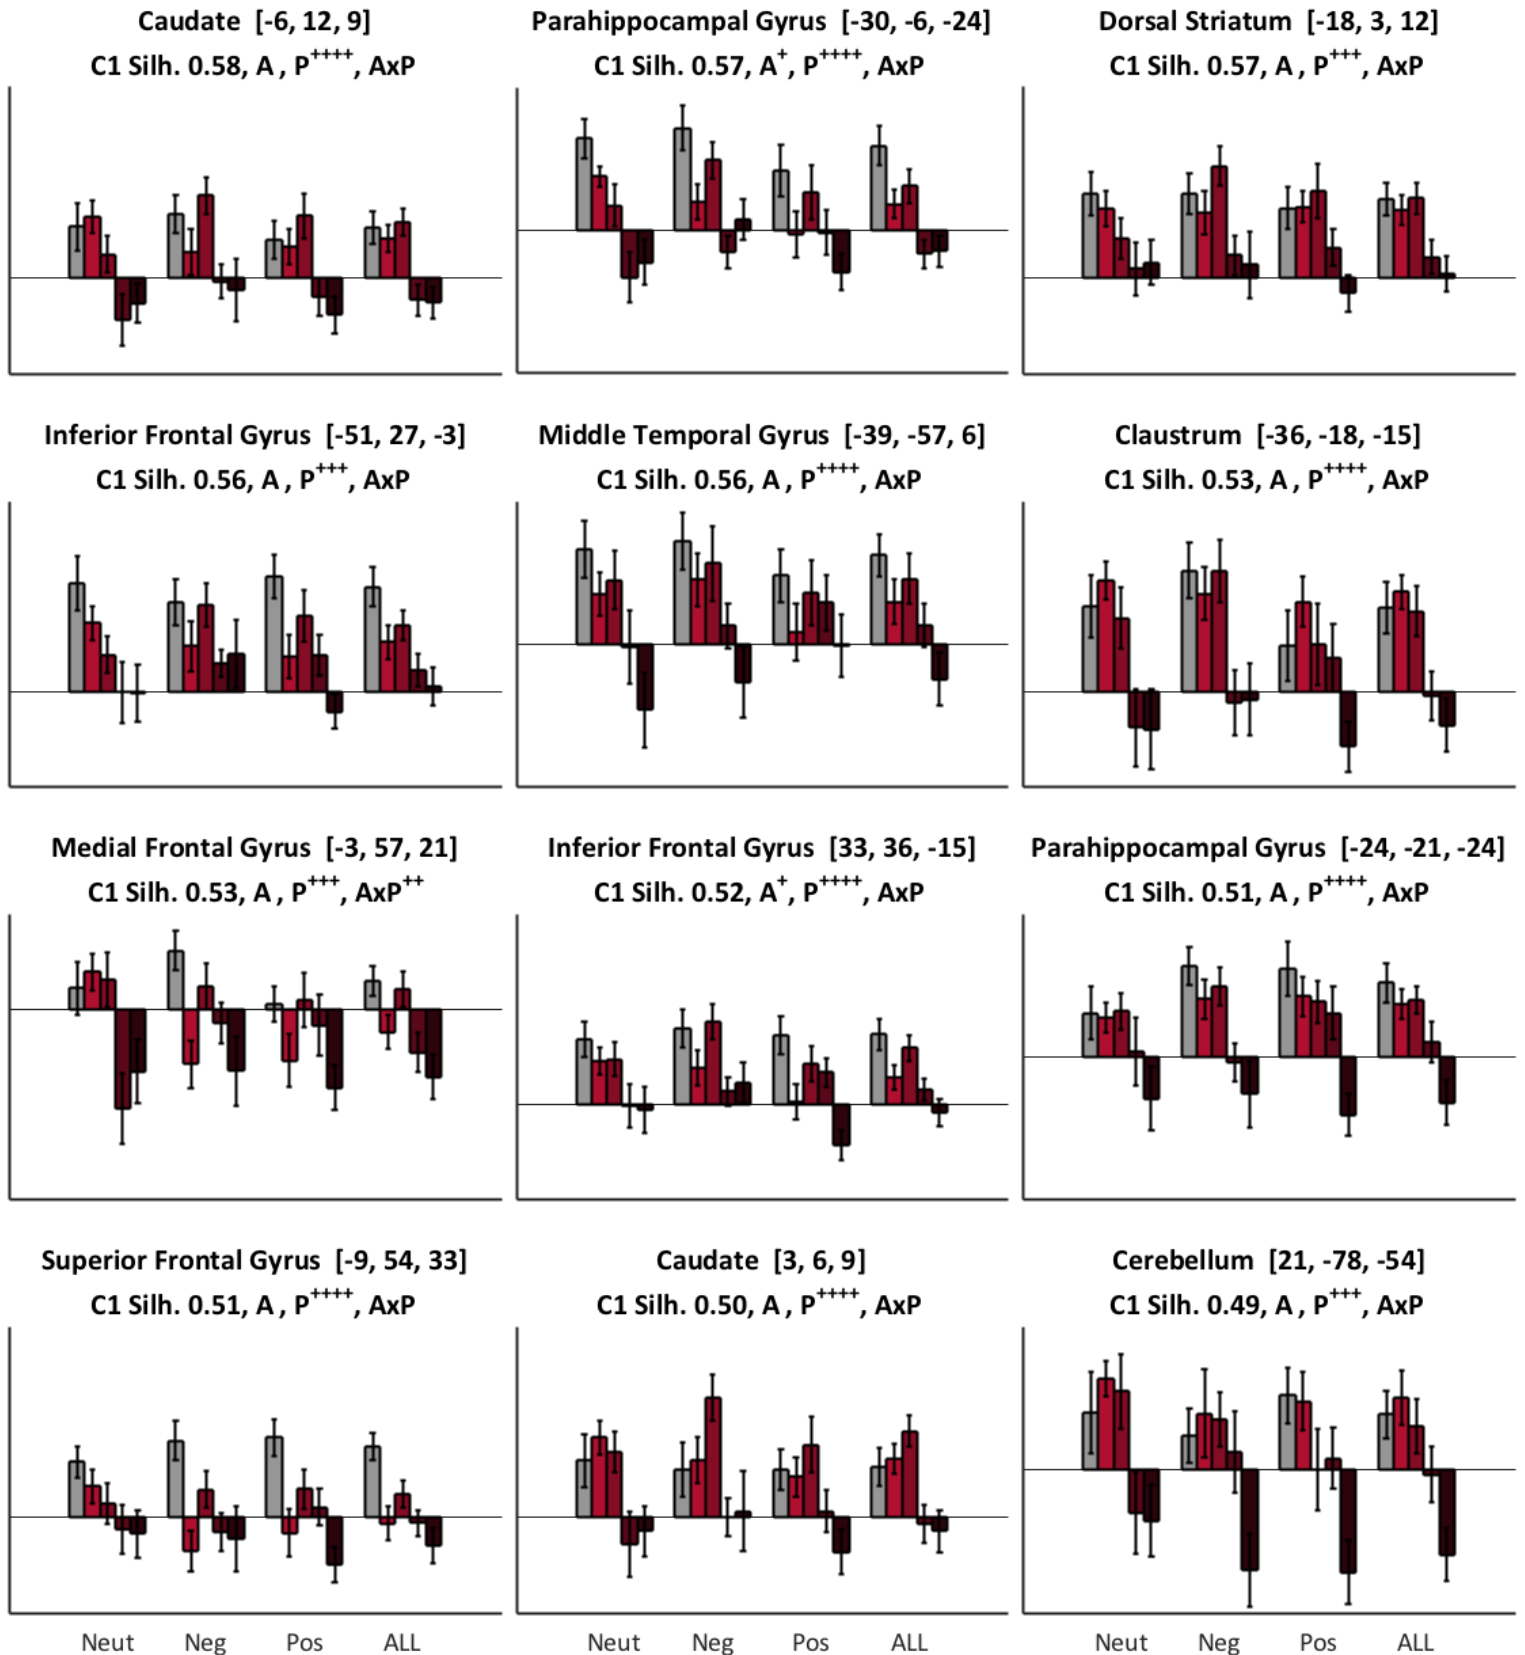 Caudate [-6, 12, 9]
C1 Silh. 0.58, A , P++++, AxP
Parahippocampal Gyrus [-30, -6, -24]
C1 Silh. 0.57, A+, P++++, AxP
Dorsal Striatum [-18, 3, 12]
C1 Silh. 0.57, A , P+++, AxP
Inferior Frontal Gyrus [-51, 27, -3]
C1 Silh. 0.56, A , P+++, AxP
Middle Temporal Gyrus [-39, -57, 6]
C1 Silh. 0.56, A , P++++, AxP
Claustrum [-36, -18, -15]
C1 Silh. 0.53, A , P++++, AxP
Medial Frontal Gyrus [-3, 57, 21]
C1 Silh. 0.53, A , P+++, AxP++
Inferior Frontal Gyrus [33, 36, -15]
C1 Silh. 0.52, A+, P++++, AxP
Parahippocampal Gyrus [-24, -21, -24]
C1 Silh. 0.51, A , P++++, AxP
Superior Frontal Gyrus [-9, 54, 33]
C1 Silh. 0.51, A , P++++, AxP
Caudate [3, 6, 9]
C1 Silh. 0.50, A , P++++, AxP
Cerebellum [21, -78, -54]
C1 Silh. 0.49, A , P+++, AxP
Neut Neg Pos ALL
Neut Neg Pos ALL
Neut Neg Pos ALL